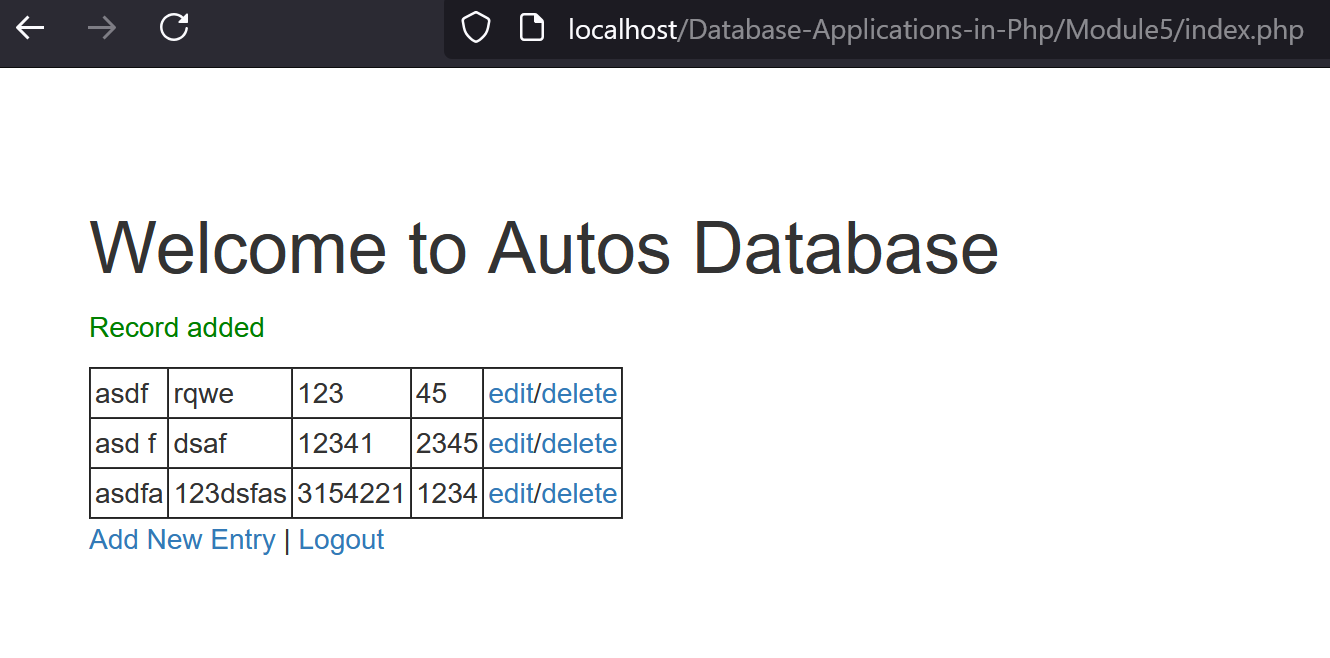 localhost/Database-Applications-in-Php/Module5/index.php
Welcome to Autos Database
Record added
asdf rqwe 123 45 edit/delete
asd f dsaf 12341 2345 edit/delete
asdfa 123dsfas 3154221 1234 edit/delete
Add New Entry | Logout